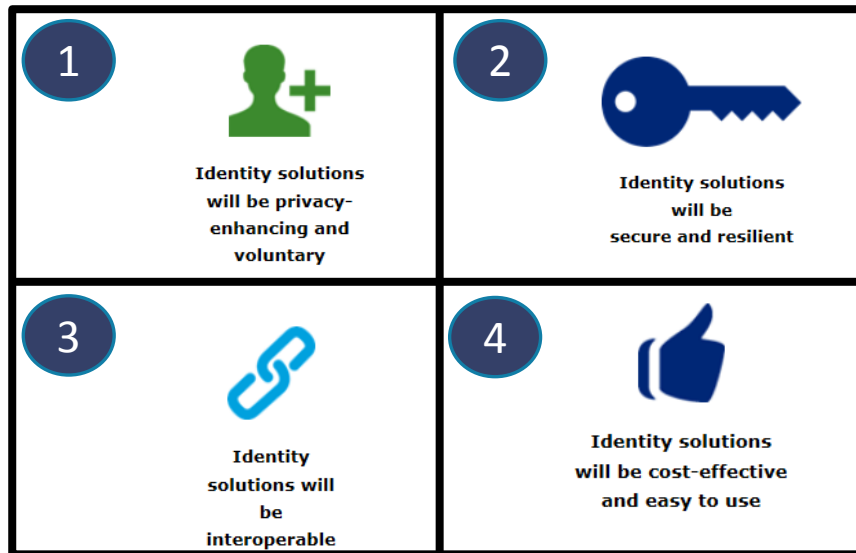 1
Identity solutions
will be privacy-
enhancing and
voluntary
2
Identity solutions
will be
secure and resilient
3
Identity
solutions will
be
interoperable
4
Identity solutions
will be cost-effective
and easy to use